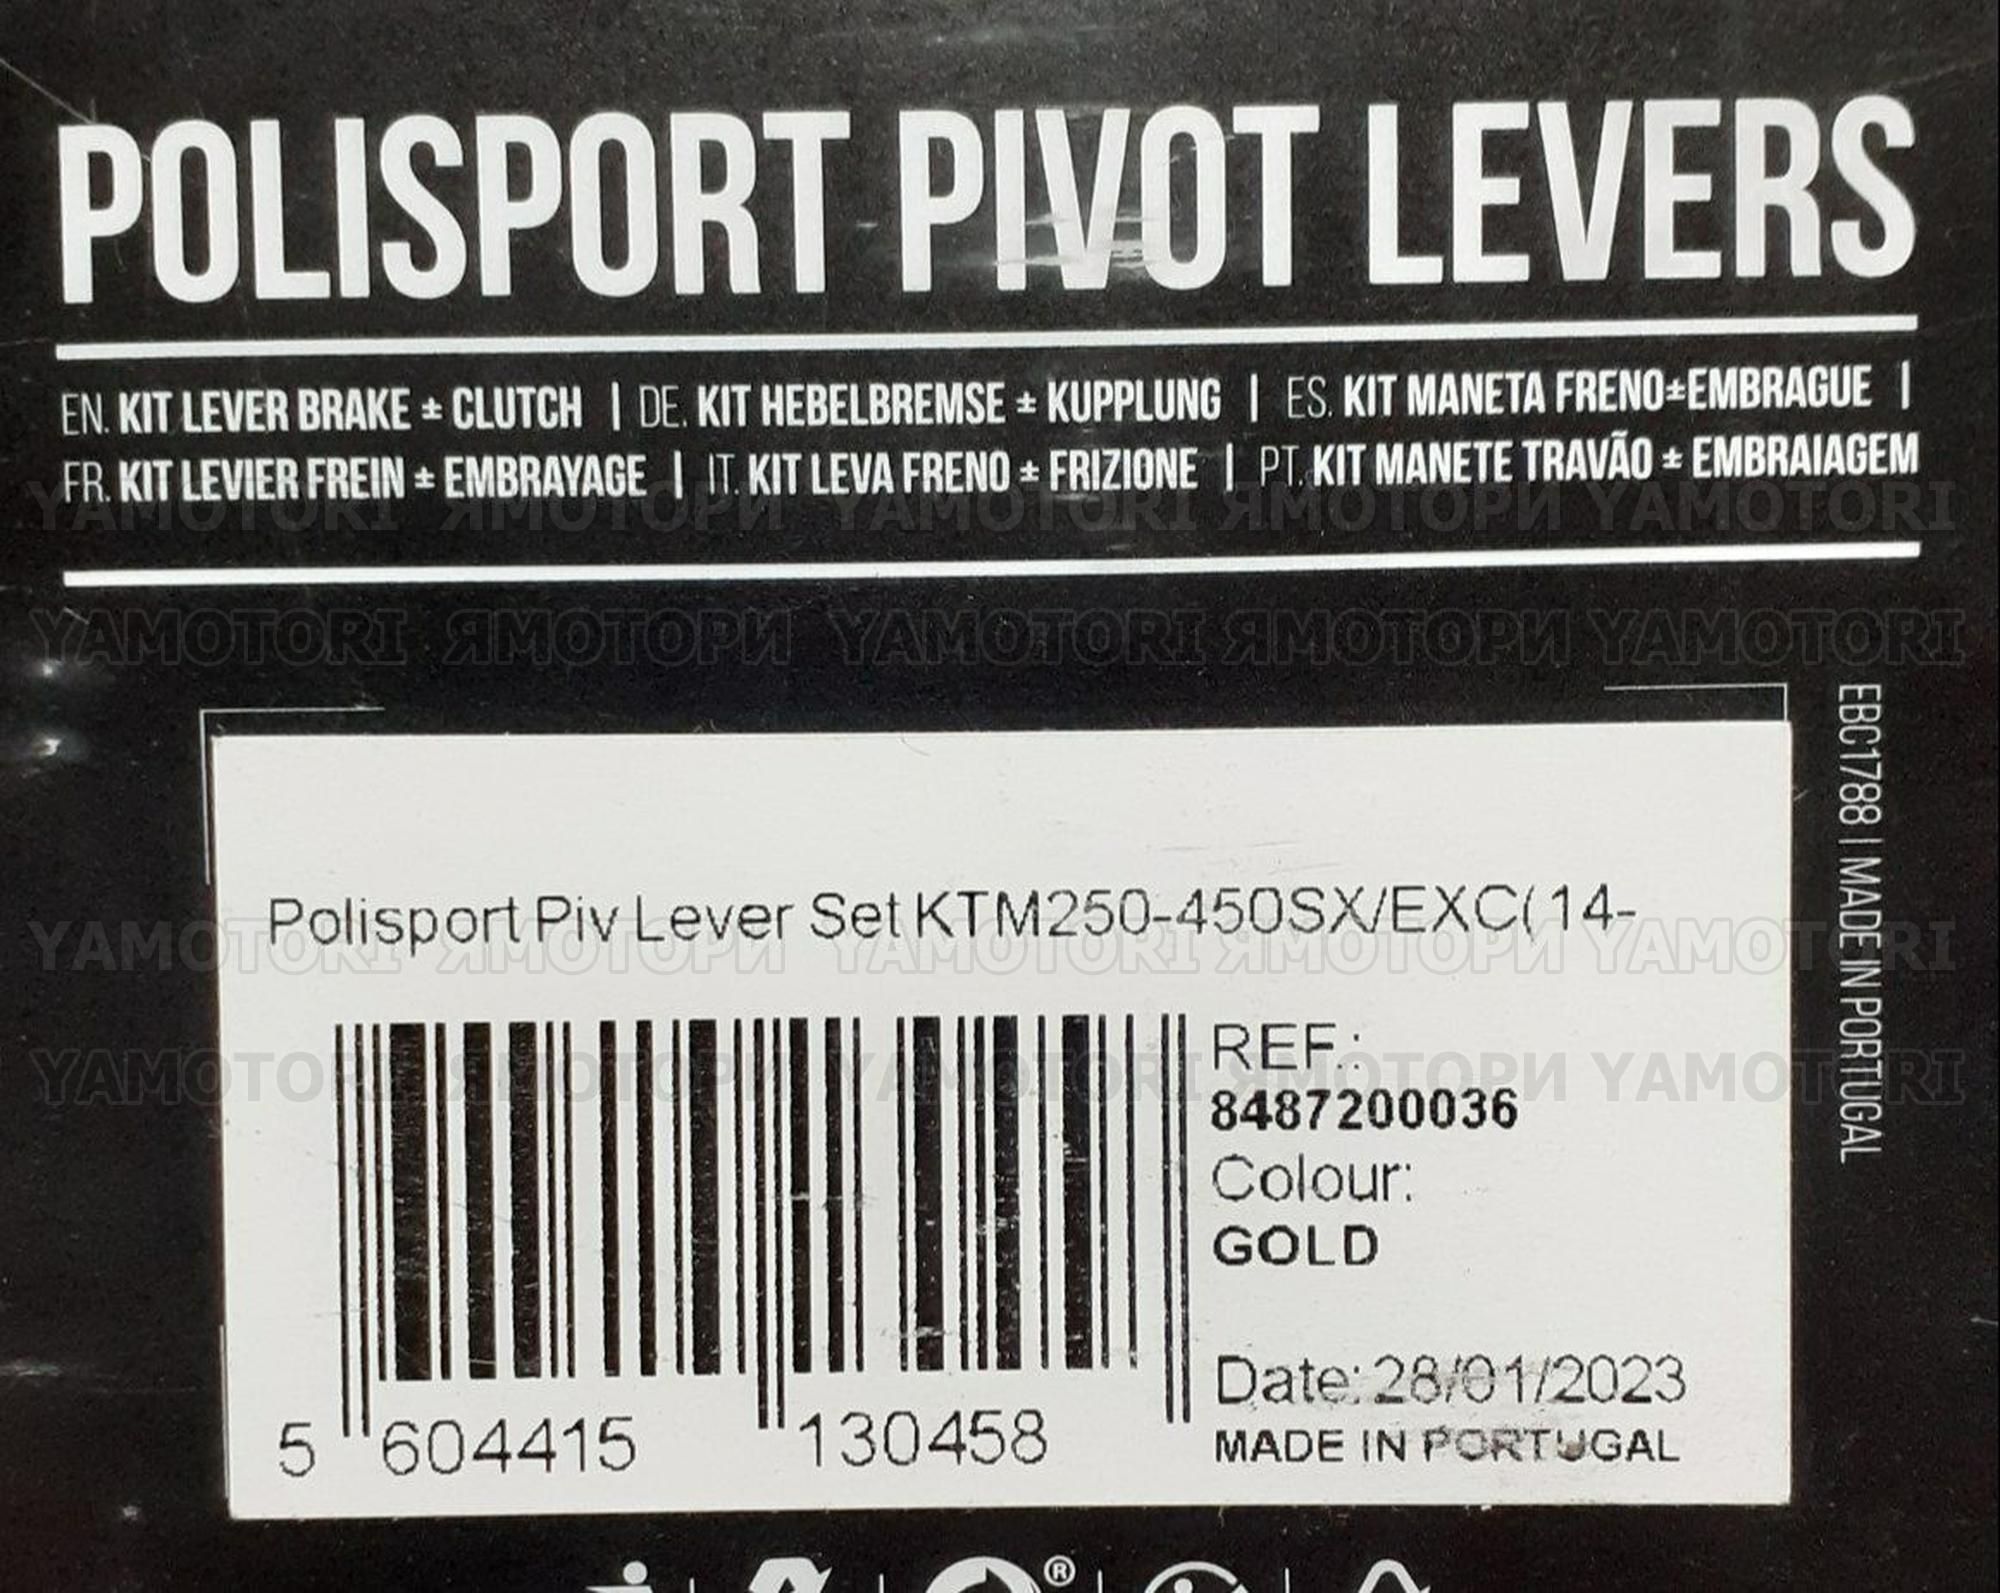 POLISPORT PIVOT LEVERS
EN. KIT LEVER BRAKE ± CLUTCH | DE. KIT HEBELBREMSE ± KUPPLUNG | ES. KIT MANETA FRENO±EMBRAGUE |
FR. KIT LEVIER FREIN ± EMBRAYAGE | IT. KIT LEVA FRENO ± FRIZIONE | PT. KIT MANETE TRAVÃO ± EMBRAIAGEM
YAMOTORI ЯМОТОРИ YAMOTORI ЯМОТОРИ YAMOTORI
YAMOTORI ЯМОТОРИ YAMOTORI ЯМОТОРИ YAMOTORI
EBC1788 | MADE IN PORTUGAL
Polisport Piv Lever Set KTM250-450SX/EXC(14-
YAMOTORI ЯМОТОРИ YAMOTORI ЯМОТОРИ YAMOTORI
REF.:
YAMOTORI ЯМОТОРИ YAMOTORI ЯМОТОРИ YAMOTORI
8487200036
Colour:
GOLD
Date: 28/01/2023
MADE IN PORTUGAL
5 604415 130458
®